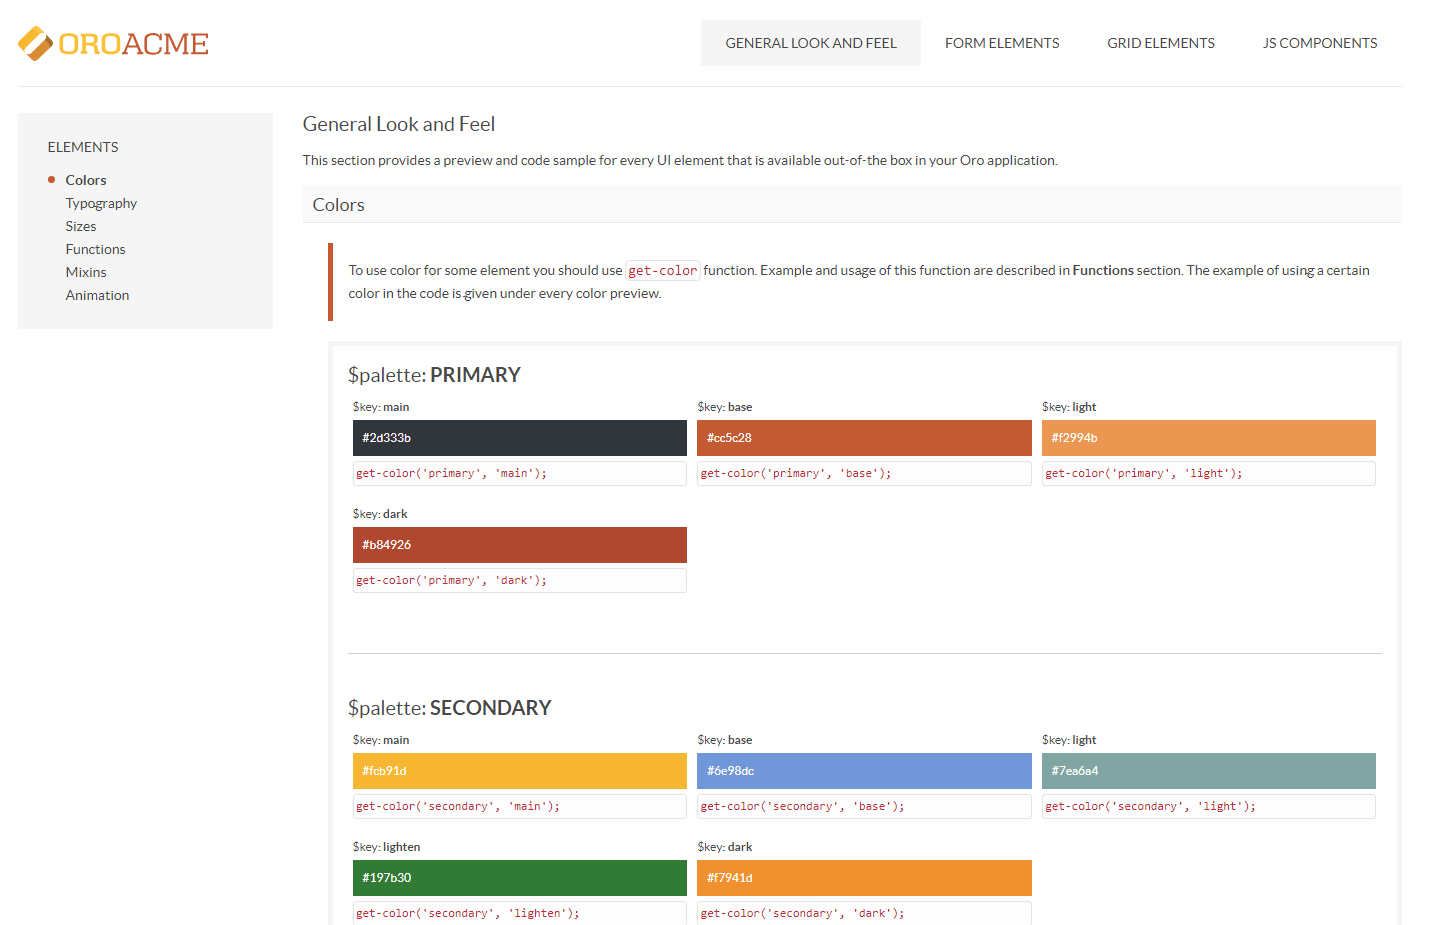 OROACME
GENERAL LOOK AND FEEL
FORM ELEMENTS
GRID ELEMENTS
JS COMPONENTS
ELEMENTS
Colors
Typography
Sizes
Functions
Mixins
Animation
General Look and Feel
This section provides a preview and code sample for every UI element that is available out-of-the box in your Oro application.
Colors
To use color for some element you should use get-color function. Example and usage of this function are described in Functions section. The example of using a certain
color in the code is given under every color preview.
$palette: PRIMARY
$key: main
#2d333b
get-color('primary', 'main');
$key: base
#cc5c28
get-color('primary', 'base');
$key: light
#f2994b
get-color('primary', 'light');
$key: dark
#b84926
get-color('primary', 'dark');
$palette: SECONDARY
$key: main
#fcb91d
get-color('secondary', 'main');
$key: base
#6e98dc
get-color('secondary', 'base');
$key: light
#7ea6a4
get-color('secondary', 'light');
$key: lighten
#197b30
get-color('secondary', 'lighten');
$key: dark
#f7941d
get-color('secondary', 'dark');